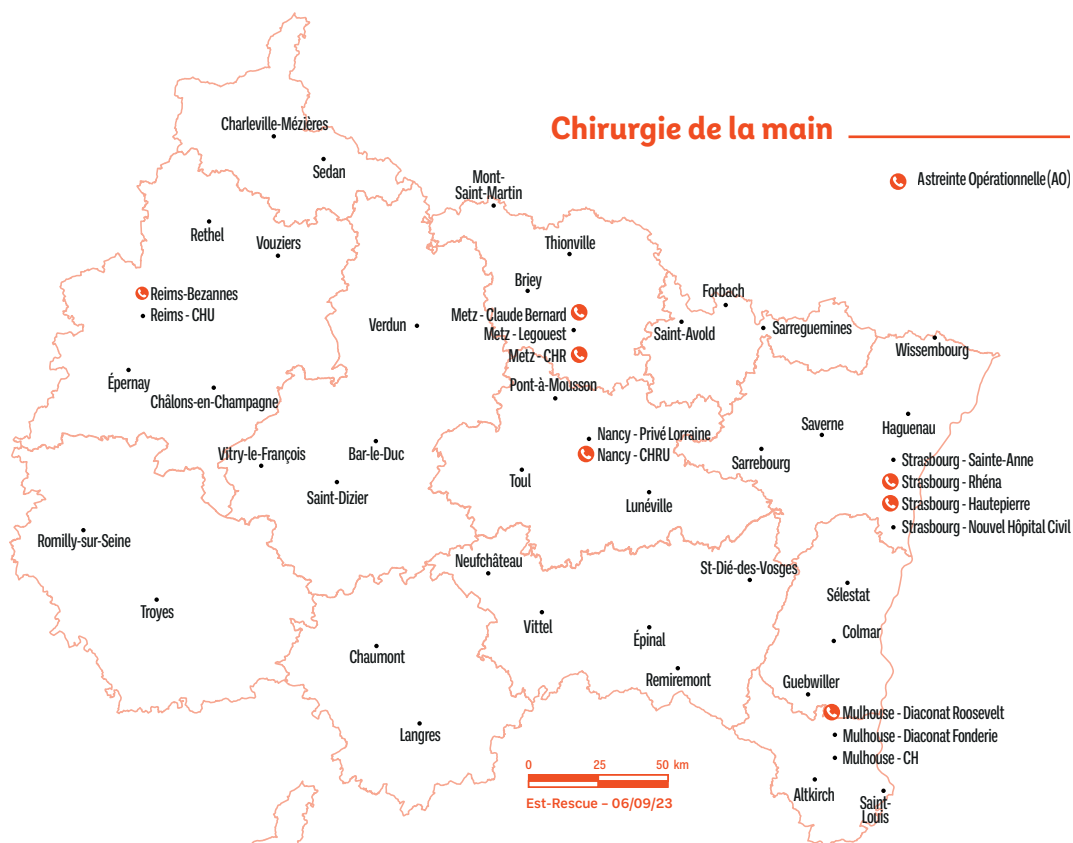 Chirurgie de la main
Astreinte Opérationnelle (AO)
Charleville-Mézières
Sedan
Mont-
Saint-Martin
Rethel
Vouziers
Thionville
Briey
Reims-Bezannes
Reims - CHU
Forbach
Metz - Claude Bernard
Metz - Legouest
Metz - CHR
Verdun
Saint-Avold
Sarreguemines
Wissembourg
Épernay
Châlons-en-Champagne
Pont-à-Mousson
Vitry-le-François
Bar-le-Duc
Saint-Dizier
Nancy - Privé Lorraine
Nancy - CHRU
Toul
Lunéville
Saverne
Sarrebourg
Haguenau
Strasbourg - Sainte-Anne
Strasbourg - Rhéna
Strasbourg - Hautepierre
Strasbourg - Nouvel Hôpital Civil
Romilly-sur-Seine
Troyes
Neufchâteau
St-Dié-des-Vosges
Sélestat
Vittel
Épinal
Colmar
Chaumont
Remiremont
Guebwiller
Langres
Mulhouse - Diaconat Roosevelt
Mulhouse - Diaconat Fonderie
Mulhouse - CH
Altkirch
Saint-
Louis
0 25 50 km
Est-Rescue - 06/09/23